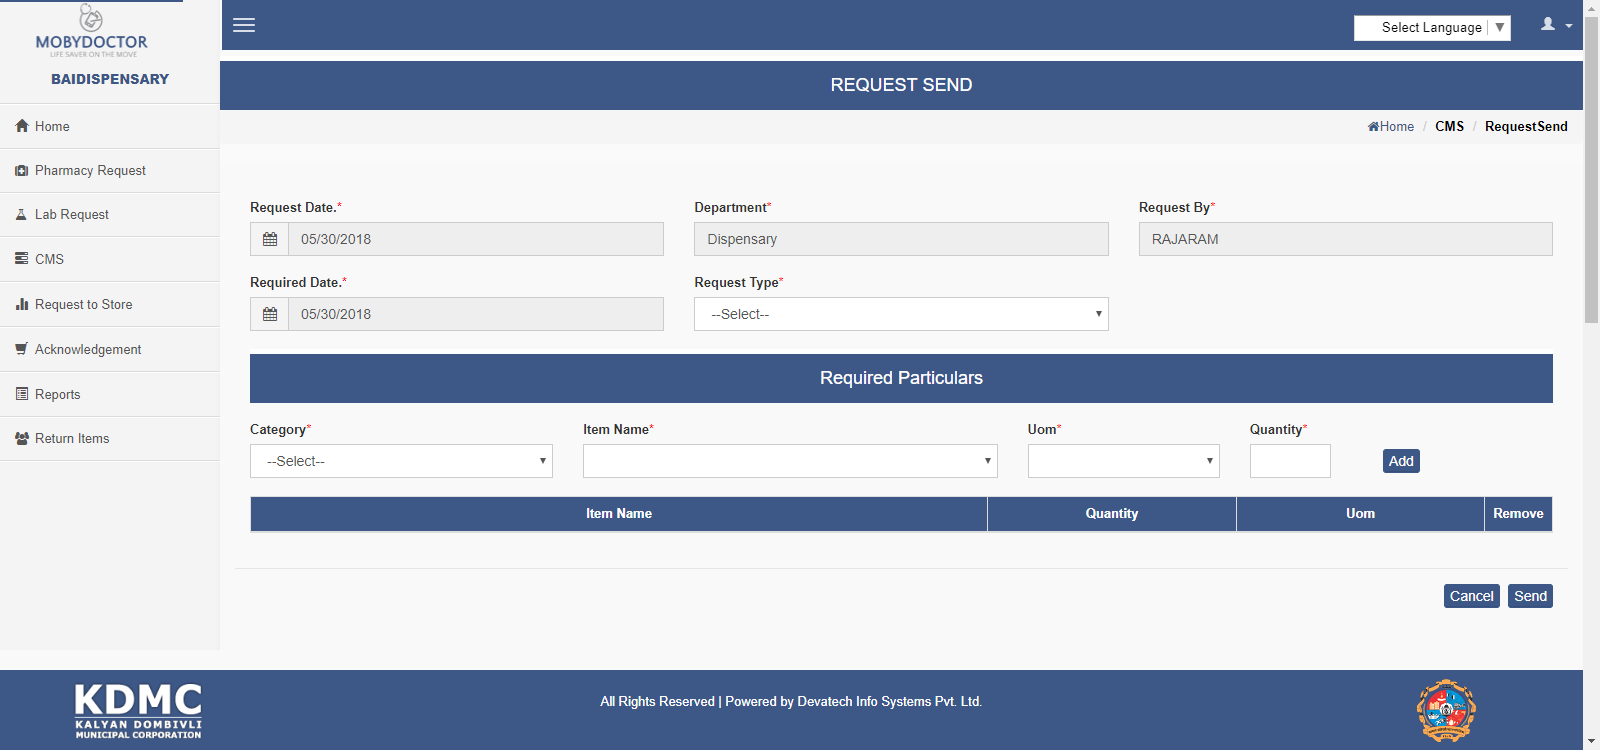 MOBYDOCTOR
LIFE SAVER ON THE MOVE
BAIDISPENSARY
Home
Pharmacy Request
Lab Request
CMS
Request to Store
Acknowledgement
Reports
Return Items
Select Language
REQUEST SEND
Home / CMS / RequestSend
Request Date.* Department* Request By*
05/30/2018 Dispensary RAJARAM
Required Date.* Request Type*
05/30/2018 --Select--
Required Particulars
Category* Item Name* Uom* Quantity*
--Select-- Add
Item Name Quantity Uom Remove
Cancel Send
KDMC
KALYAN DOMBIVLI
MUNICIPAL CORPORATION
All Rights Reserved | Powered by Devatech Info Systems Pvt. Ltd.